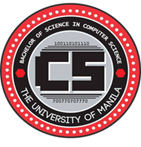 BACHELOR OF SCIENCE IN COMPUTER SCIENCE
CS
THE UNIVERSITY OF MANILA